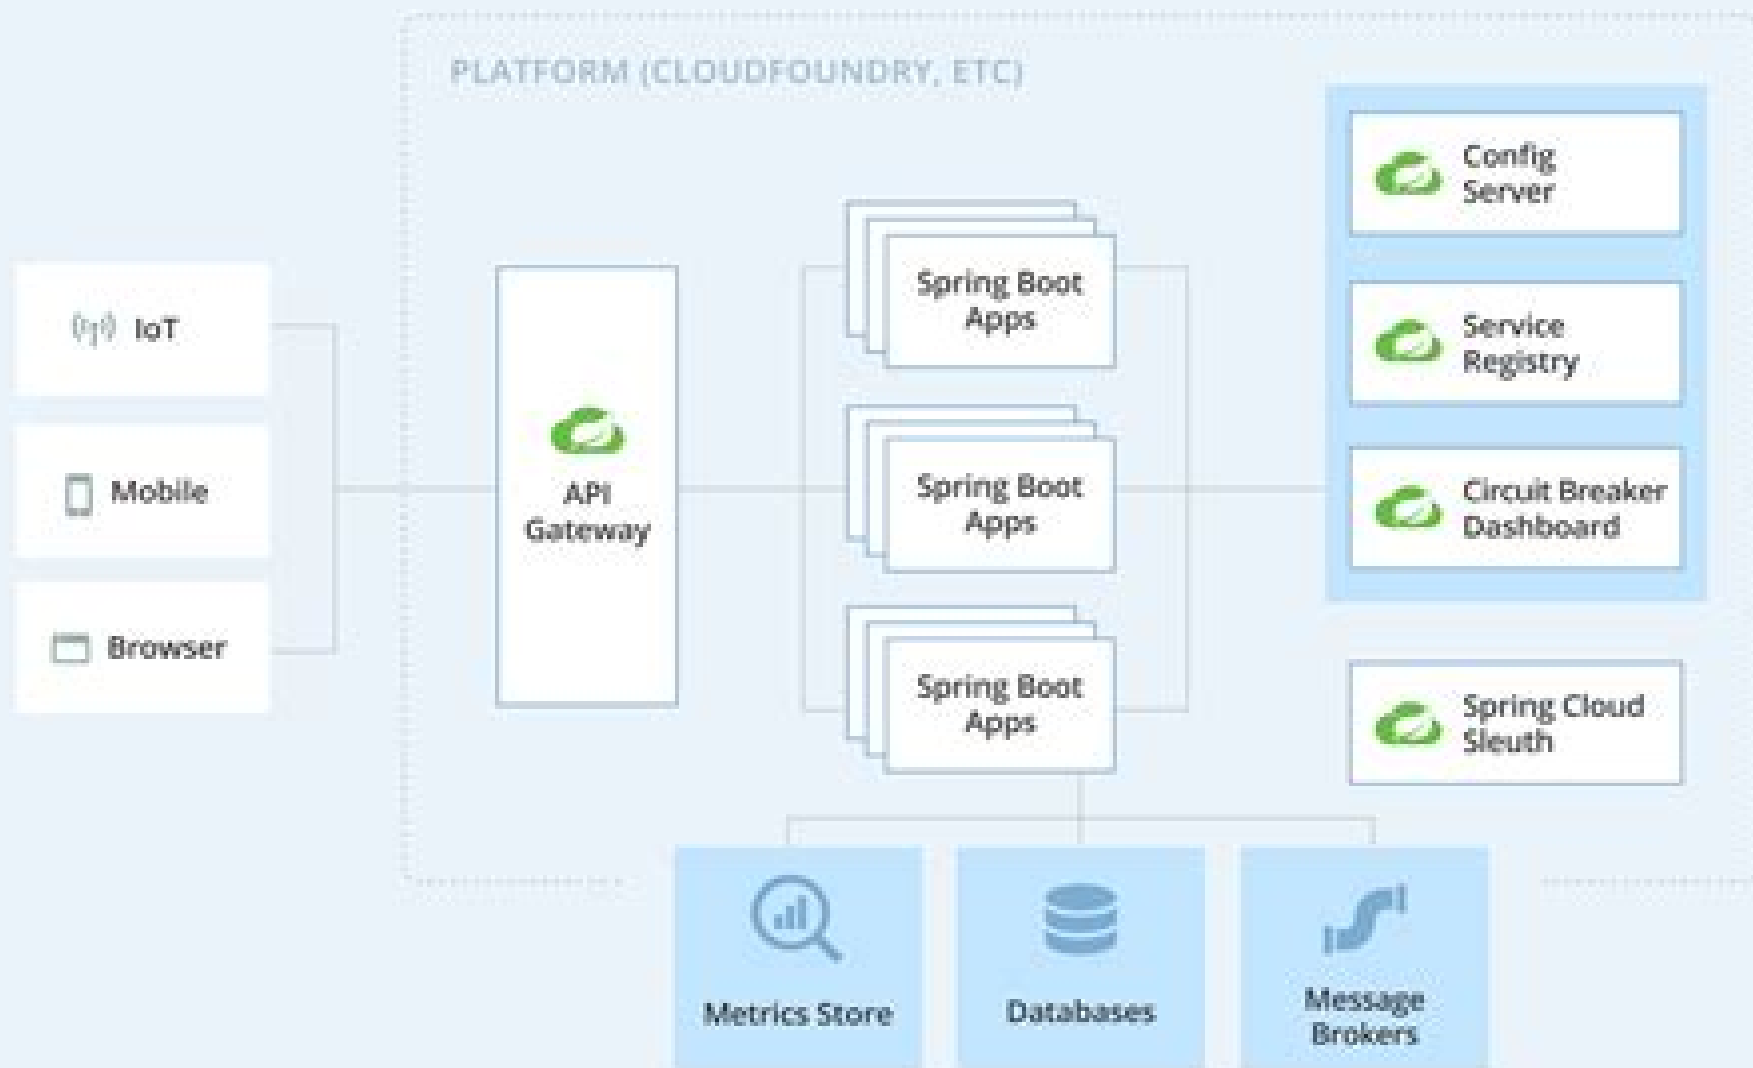 PLATFORM (CLOUDFOUNDRY, ETC)
IoT
Mobile
Browser
API
Gateway
Spring Boot
Apps
Spring Boot
Apps
Spring Boot
Apps
Config
Server
Service
Registry
Circuit Breaker
Dashboard
Spring Cloud
Sleuth
Metrics Store
Databases
Message
Brokers